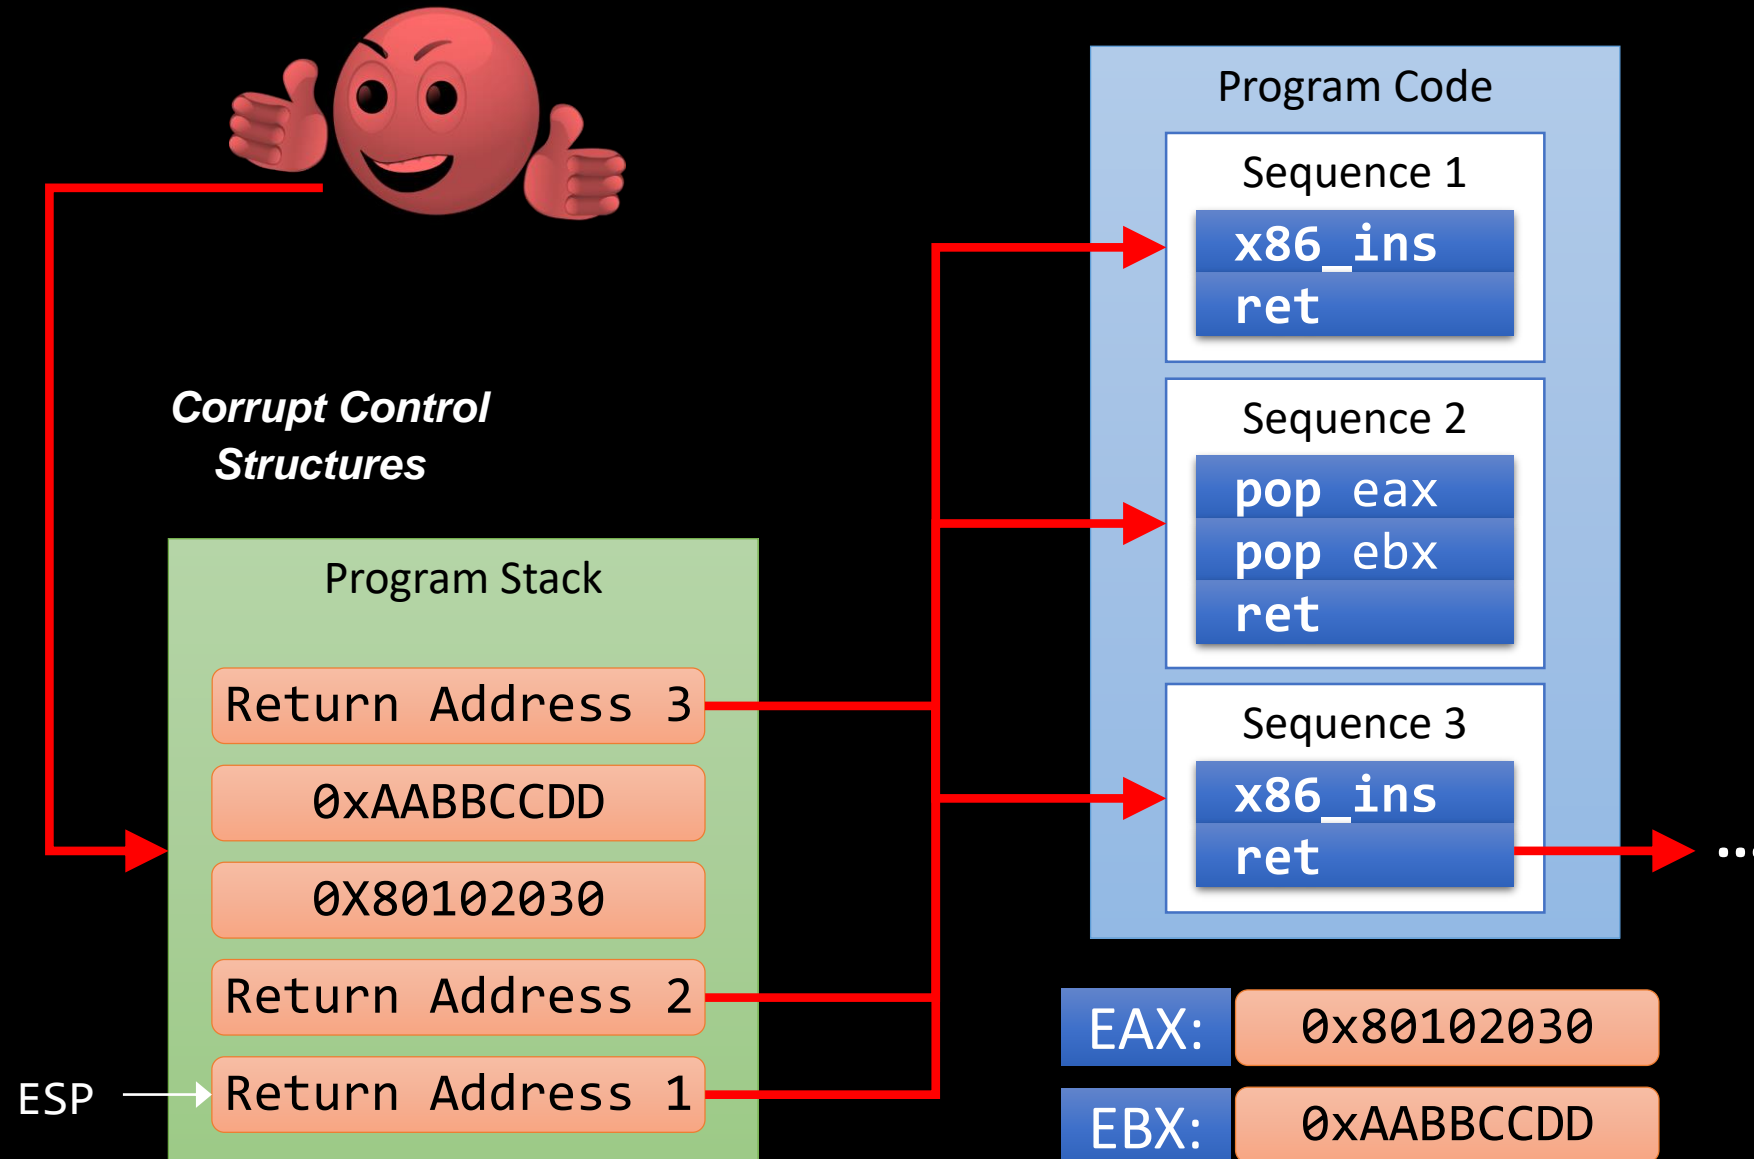 Corrupt Control
Structures
Program Stack
Return Address 3
0xAABBCCDD
0X80102030
Return Address 2
Return Address 1
ESP
Program Code
Sequence 1
x86_ins
ret
Sequence 2
pop eax
pop ebx
ret
Sequence 3
x86_ins
ret
...
EAX:
0x80102030
EBX:
0xAABBCCDD